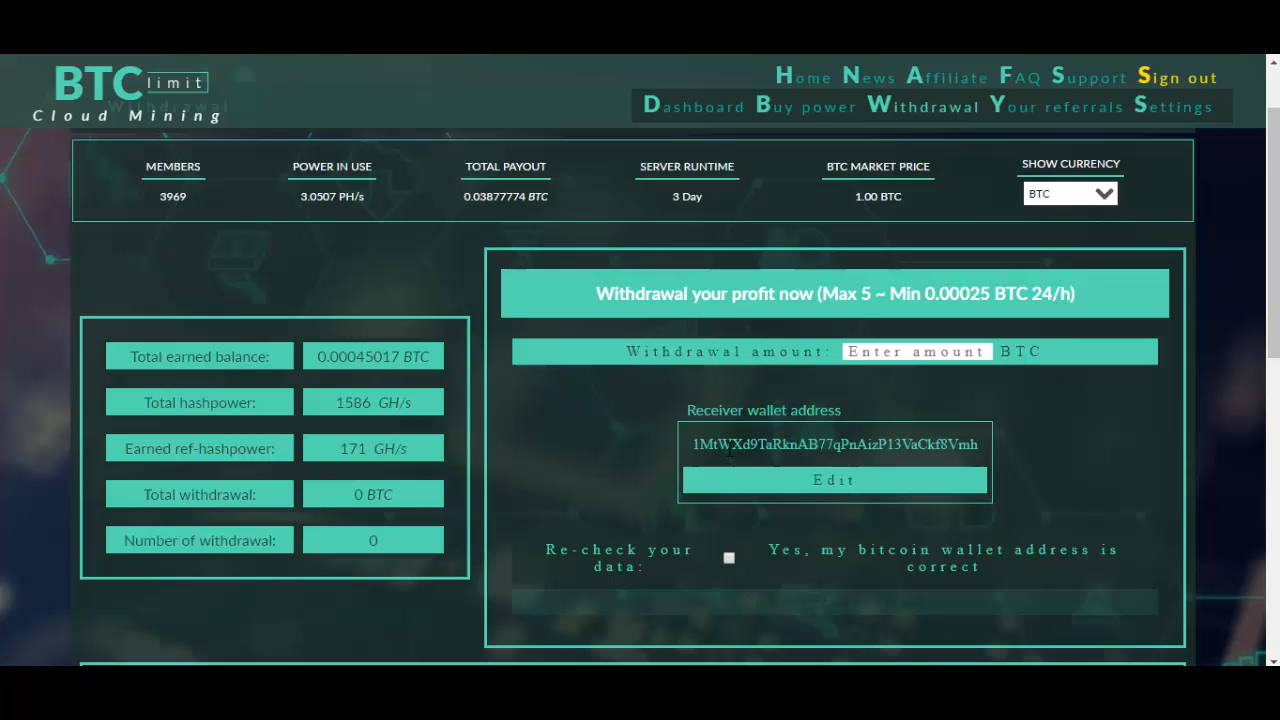 BTC limit
Cloud Mining
Withdrawal
Home News Affiliate FAQ Support Sign out
Dashboard Buy power Withdrawal Your referrals Settings
MEMBERS POWER IN USE TOTAL PAYOUT SERVER RUNTIME BTC MARKET PRICE SHOW CURRENCY
3969 3.0507 PH/s 0.03877774 BTC 3 Day 1.00 BTC BTC
Total earned balance: 0.00045017 BTC
Total hashpower: 1586 GH/s
Earned ref-hashpower: 171 GH/s
Total withdrawal: 0 BTC
Number of withdrawal: 0
Withdrawal your profit now (Max 5 ~ Min 0.00025 BTC 24/h)
Withdrawal amount: Enter amount BTC
Receiver wallet address
1MtWXd9TaRknAB77qPnAizP13VaCkf8Vmh
Edit
Re-check your data: Yes, my bitcoin wallet address is correct